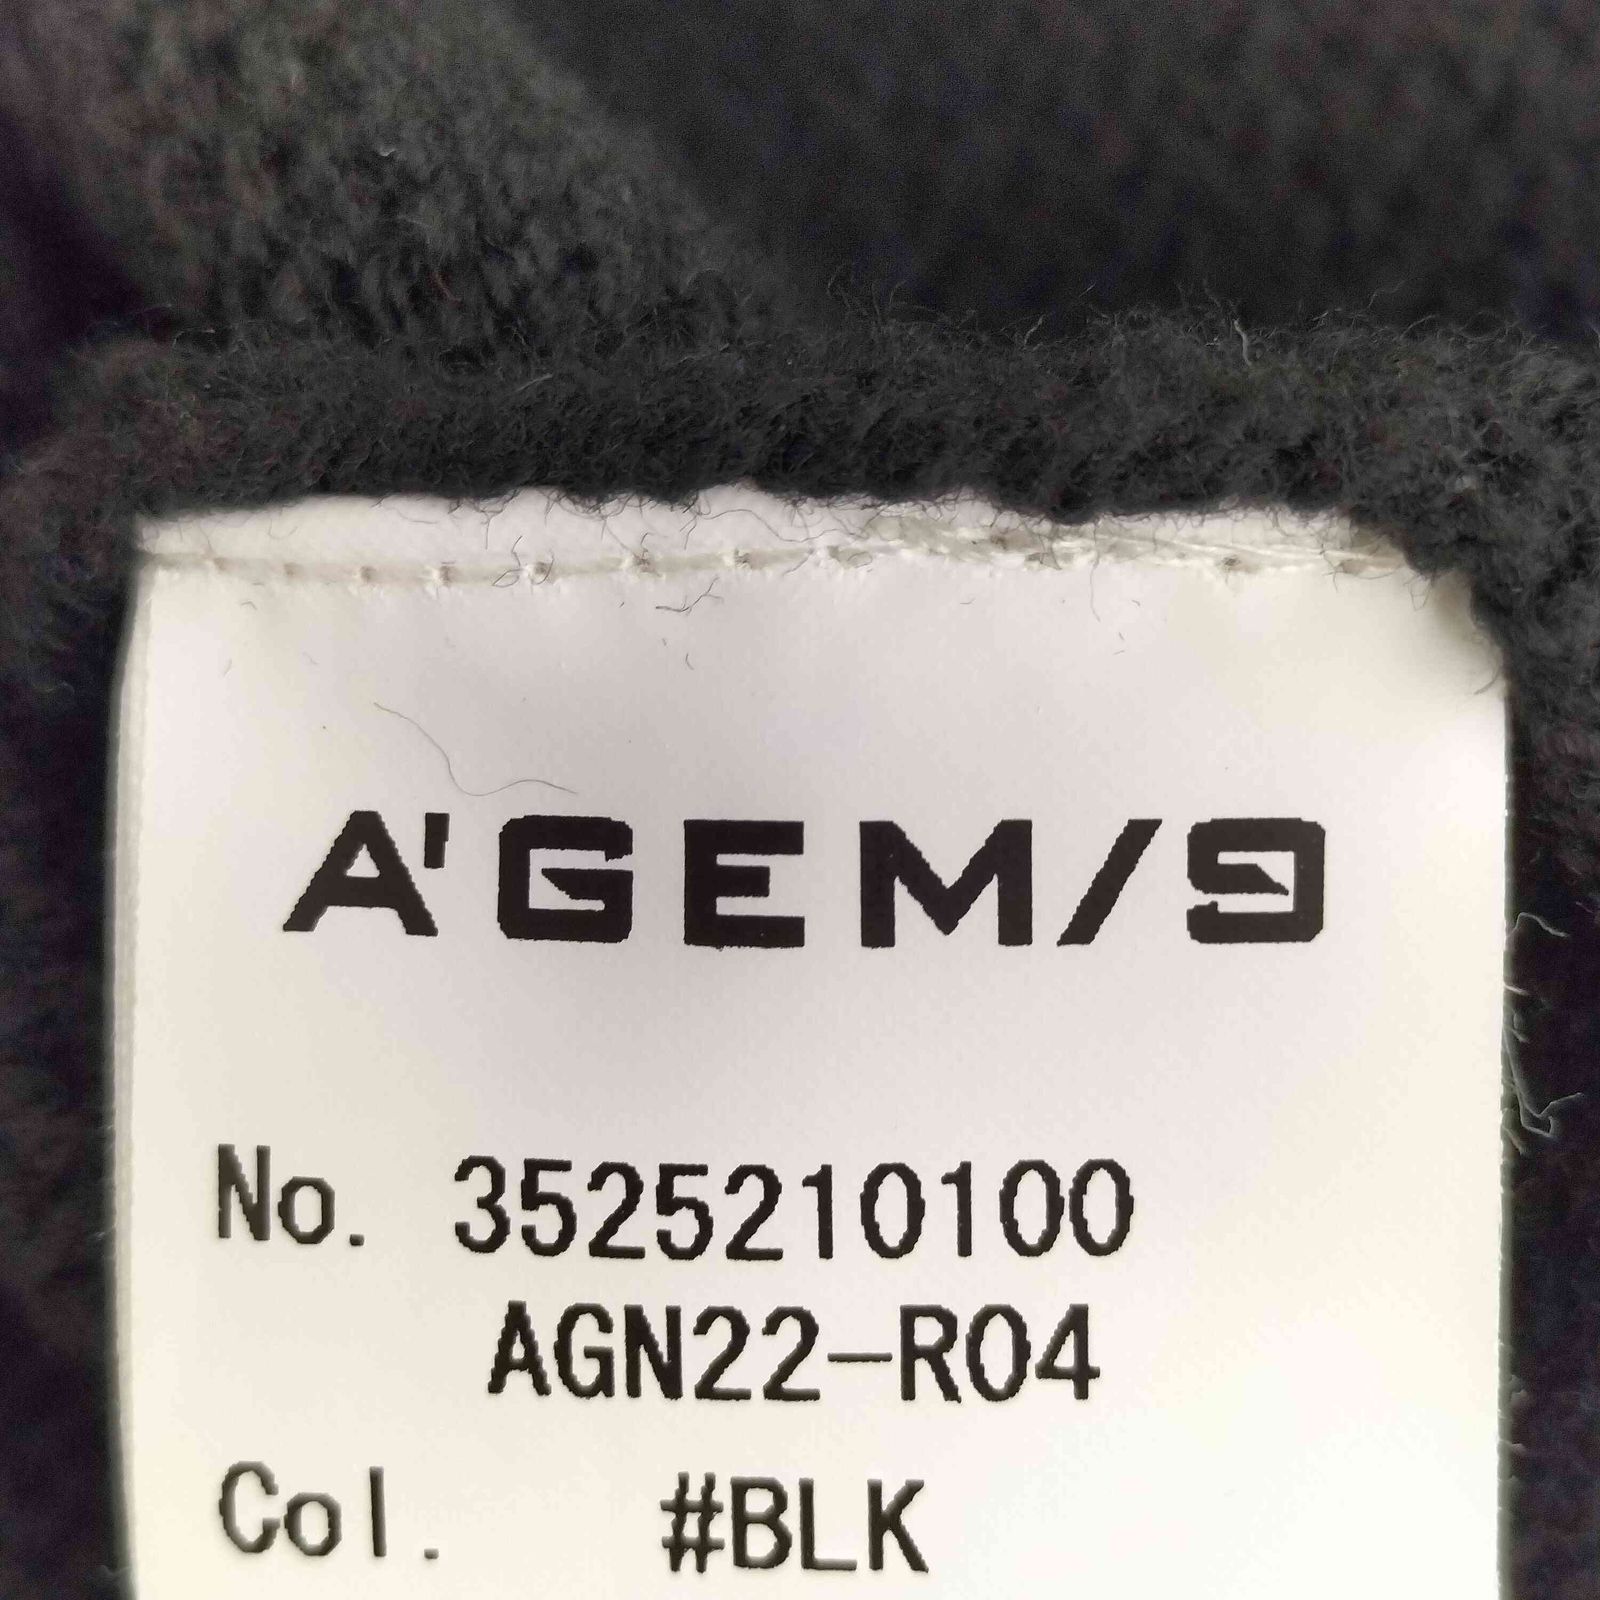 A'GEM/9
No. 3525210100
AGN22-R04
Col. #BLK